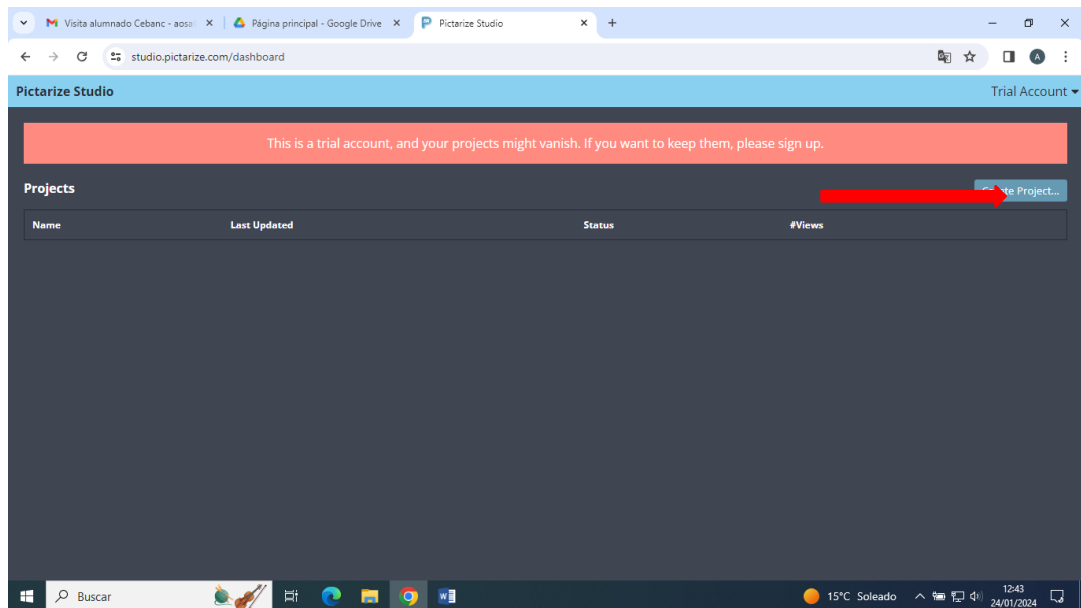 Visita alumnado Cebanc - aosa
Página principal - Google Drive
Pictarize Studio
studio.pictarize.com/dashboard
A
Pictarize Studio
Trial Account
This is a trial account, and your projects might vanish. If you want to keep them, please sign up.
Projects
Project...
Name Last Updated Status #Views
Buscar
15°C Soleado
12:43
24/01/2024